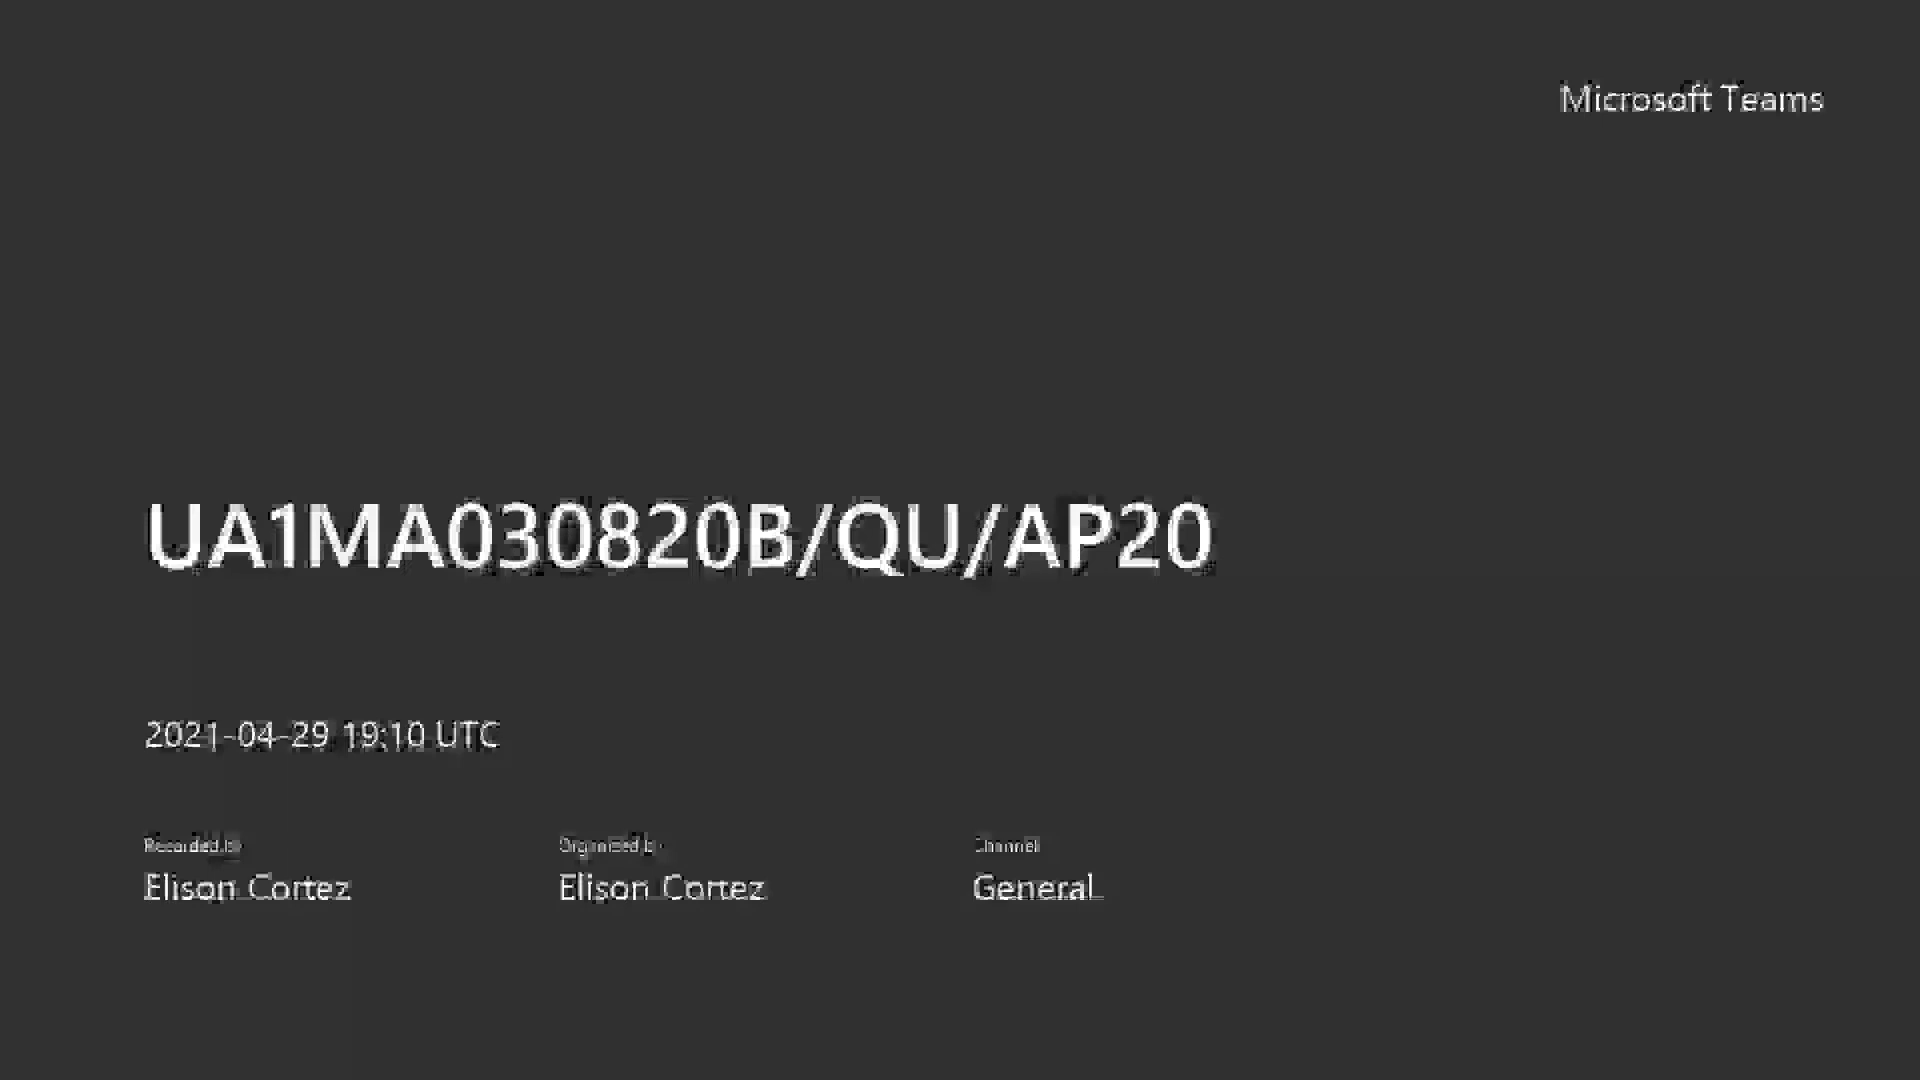 Microsoft Teams
UA1MA030820B/QU/AP20
2021-04-29 19:10 UTC
Recorded by
Organized by
Channel
Elison Cortez
Elison Cortez
General